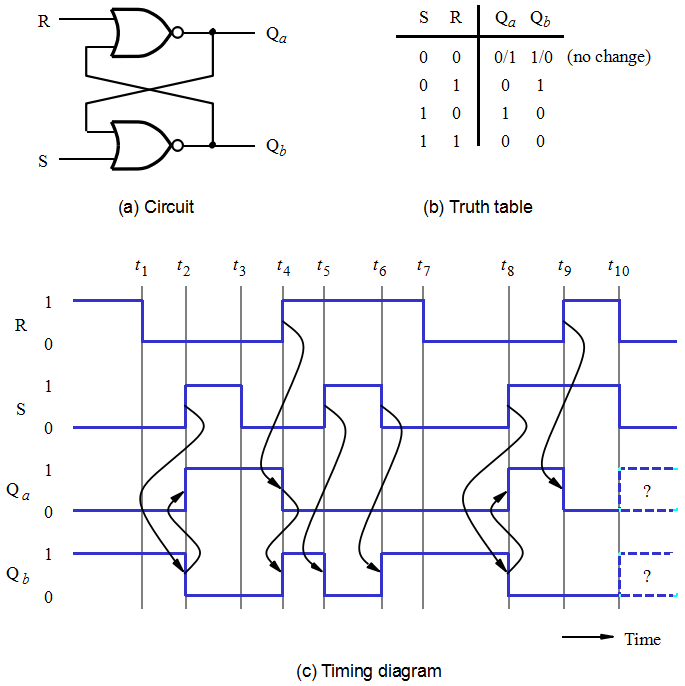 R
Qa
S
Qb
(a) Circuit
S R Qa Qb
0 0 0/1 1/0 (no change)
0 1 0 1
1 0 1 0
1 1 0 0
(b) Truth table
t1 t2 t3 t4 t5 t6 t7 t8 t9 t10
1
R
0
1
S
0
1
Qa ?
0
1
Qb ?
0
Time
(c) Timing diagram